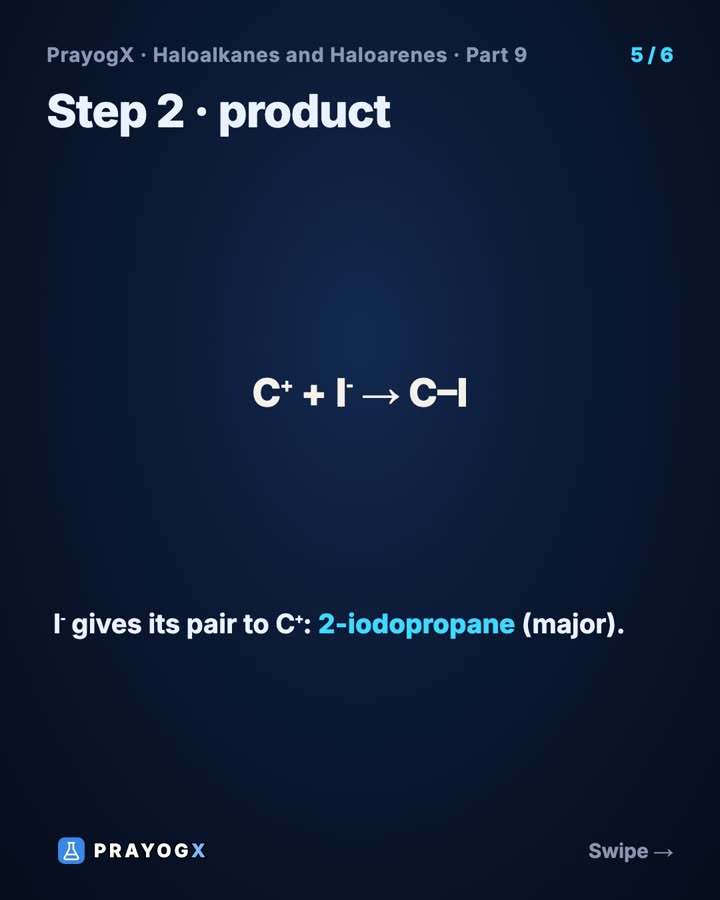 PrayogX · Haloalkanes and Haloarenes · Part 9
5 / 6
Step 2 · product
C⁺ + I⁻ → C–I
I⁻ gives its pair to C⁺: 2-iodopropane (major).
PRAYOGX
Swipe →